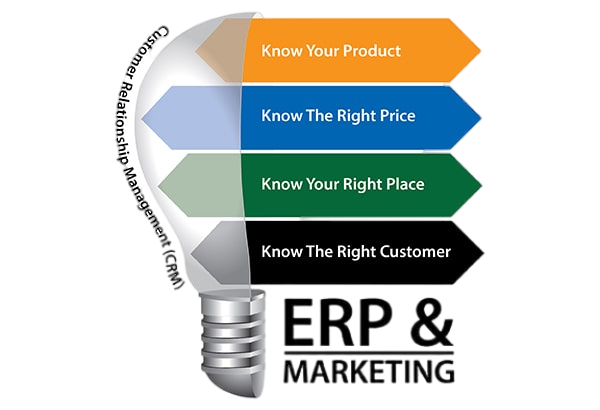 Customer Relationship Management (CRM)
Know Your Product
Know The Right Price
Know Your Right Place
Know The Right Customer
ERP &
MARKETING